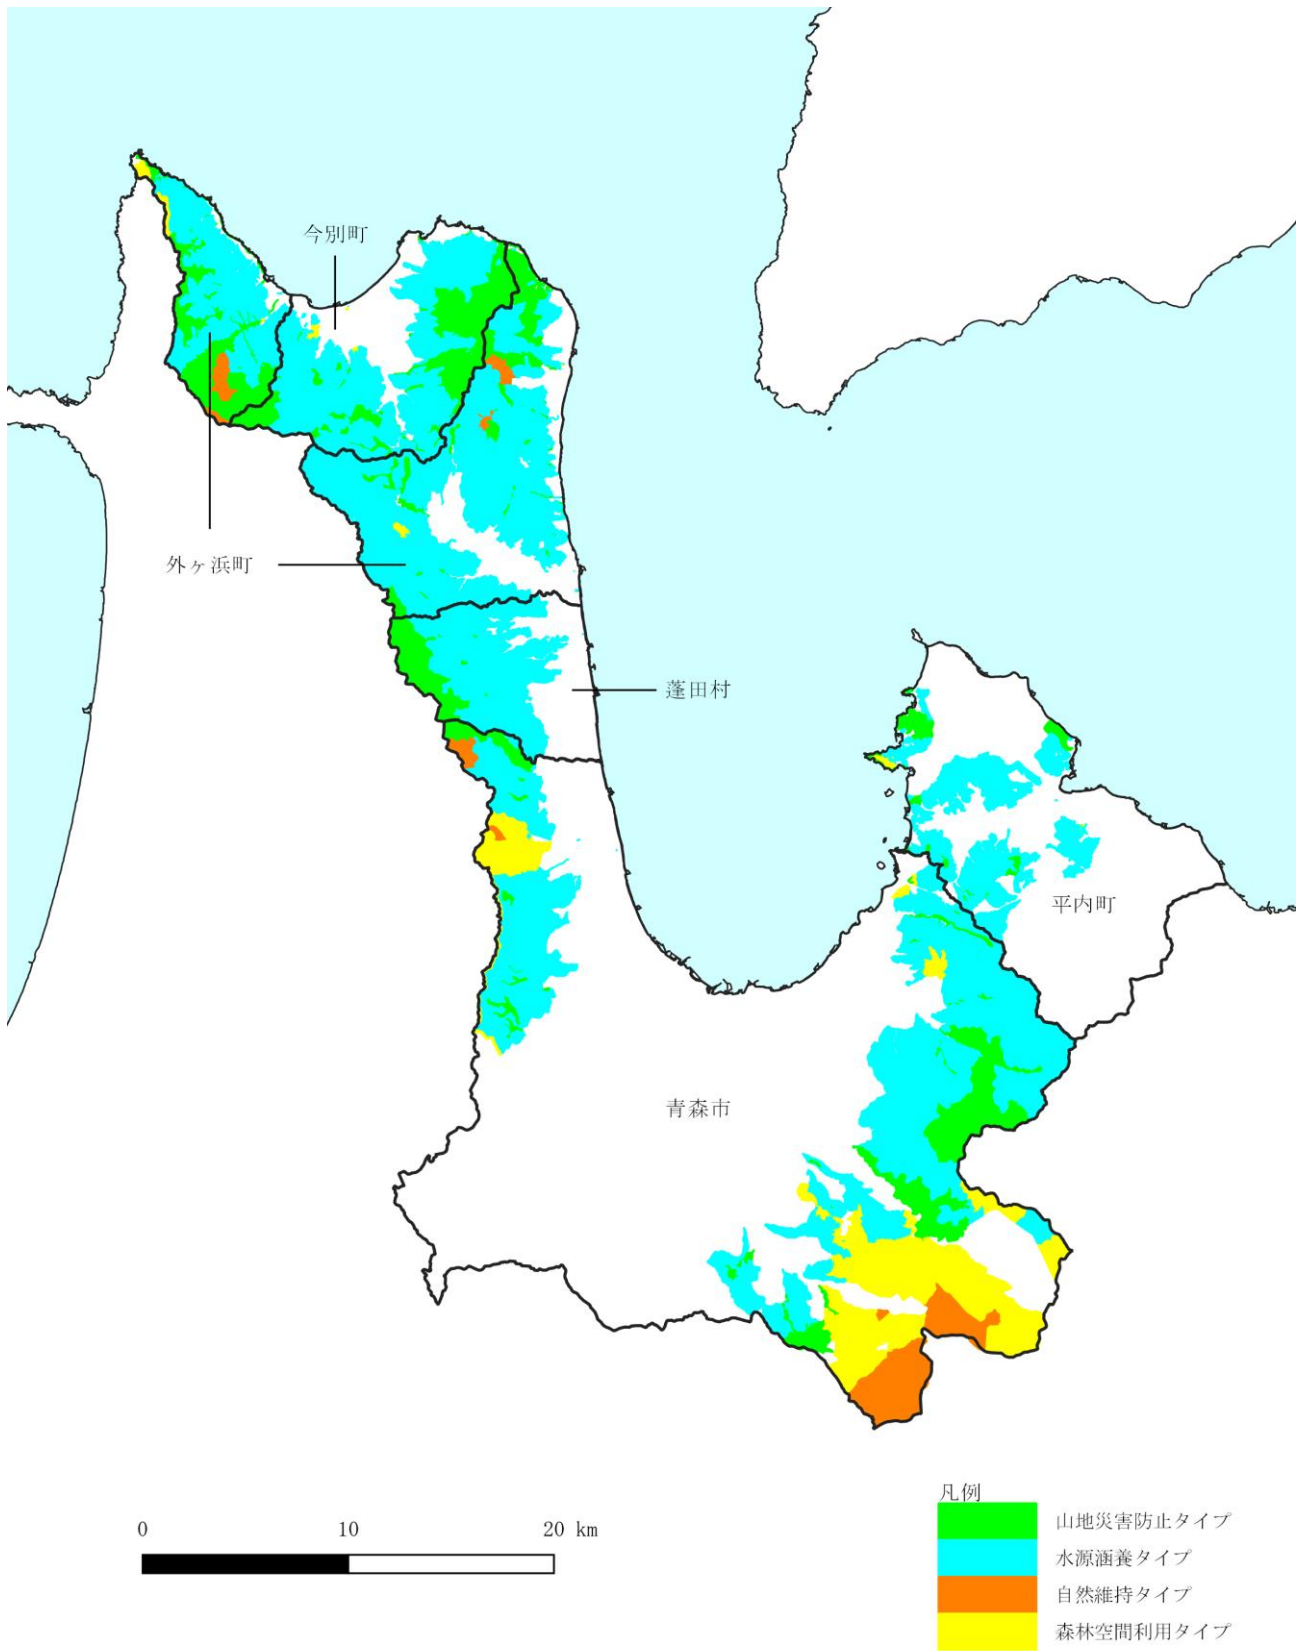 今別町
外ヶ浜町
蓬田村
平内町
青森市
凡例
山地災害防止タイプ
水源涵養タイプ
自然維持タイプ
森林空間利用タイプ
0 10 20 km